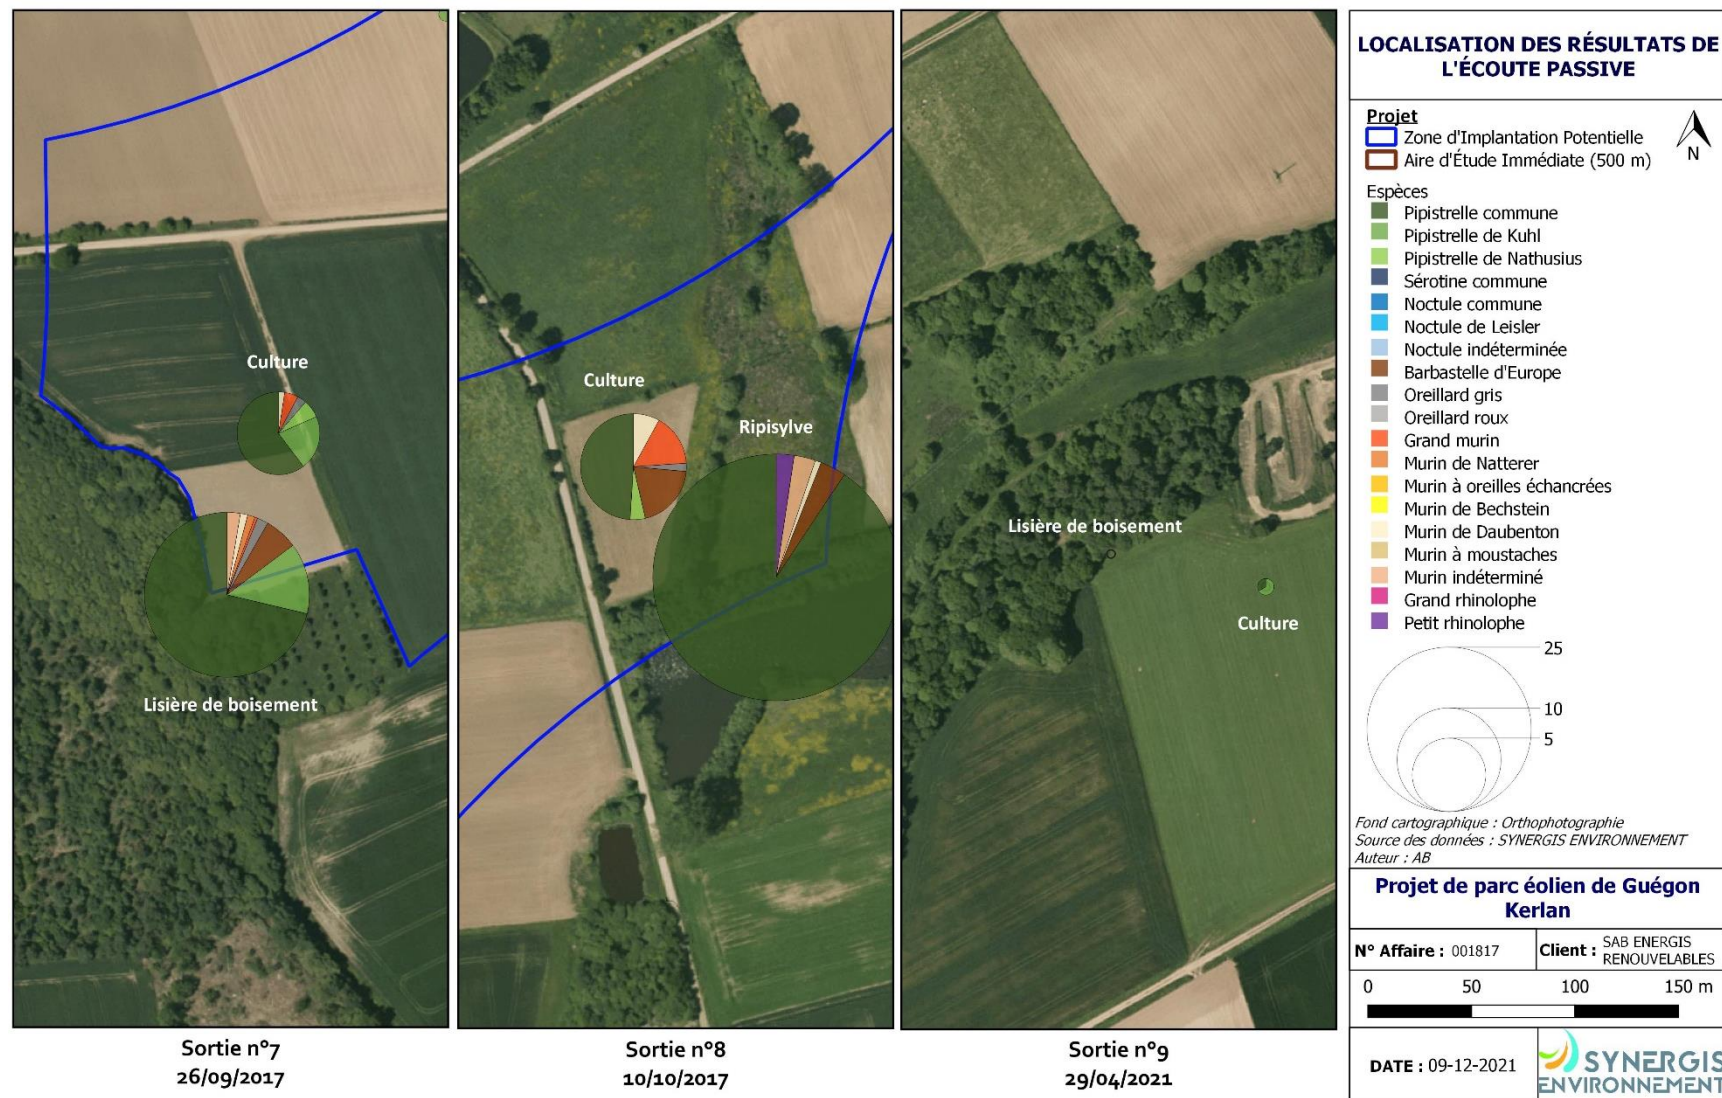 Culture
Lisière de boisement
Sortie n°7
26/09/2017
Culture
Ripisylve
Sortie n°8
10/10/2017
Lisière de boisement
Culture
Sortie n°9
29/04/2021
LOCALISATION DES RÉSULTATS DE
L'ÉCOUTE PASSIVE
Projet
Zone d'Implantation Potentielle
Aire d'Étude Immédiate (500 m)
N
Espèces
Pipistrelle commune
Pipistrelle de Kuhl
Pipistrelle de Nathusius
Sérotine commune
Noctule commune
Noctule de Leisler
Noctule indéterminée
Barbastelle d'Europe
Oreillard gris
Oreillard roux
Grand murin
Murin de Natterer
Murin à oreilles échancrées
Murin de Bechstein
Murin de Daubenton
Murin à moustaches
Murin indéterminé
Grand rhinolophe
Petit rhinolophe
25
10
5
Fond cartographique : Orthophotographie
Source des données : SYNERGIS ENVIRONNEMENT
Auteur : AB
Projet de parc éolien de Guégon
Kerlan
N° Affaire : 001817
Client : SAB ENERGIS
RENOUVELABLES
0 50 100 150 m
DATE : 09-12-2021
SYNERGIS
ENVIRONNEMENT